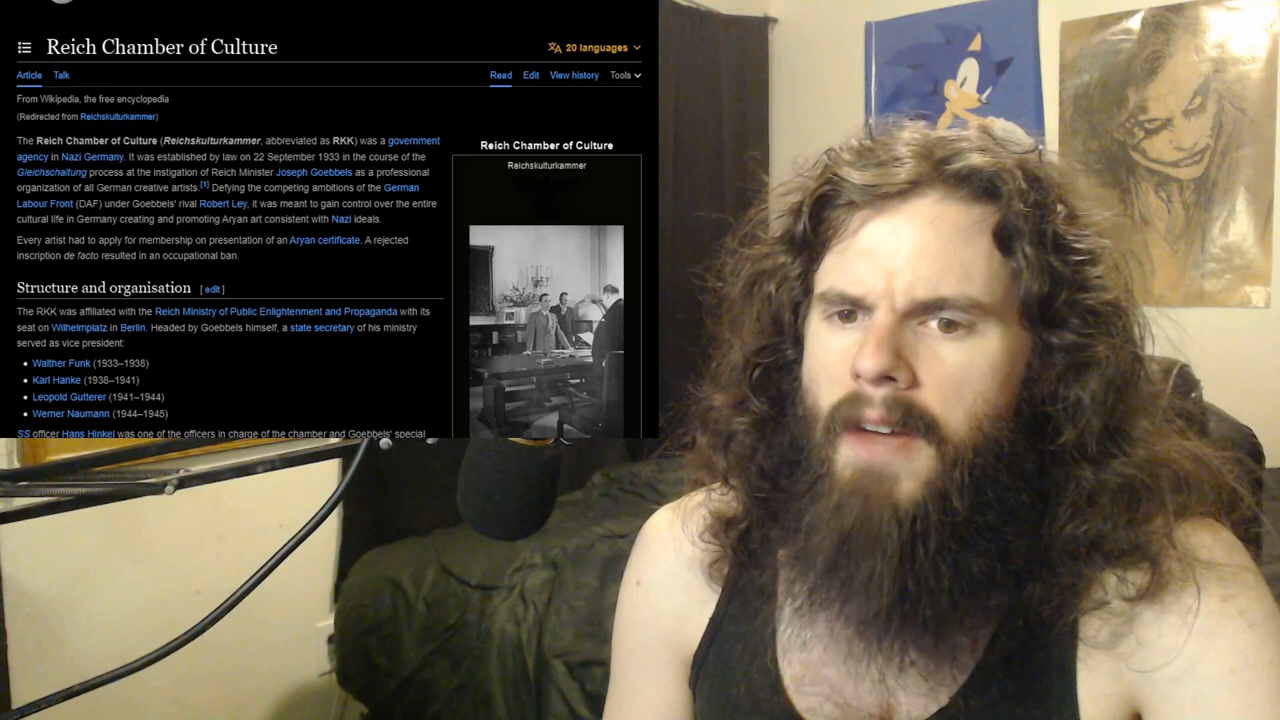 Reich Chamber of Culture
20 languages
Article Talk Read Edit View history Tools
From Wikipedia, the free encyclopedia
(Redirected from Reichskulturkammer)
The Reich Chamber of Culture (Reichskulturkammer, abbreviated as RKK) was a government
agency in Nazi Germany. It was established by law on 22 September 1933 in the course of the
Gleichschaltung process at the instigation of Reich Minister Joseph Goebbels as a professional
organization of all German creative artists.[1] Defying the competing ambitions of the German
Labour Front (DAF) under Goebbels' rival Robert Ley, it was meant to gain control over the entire
cultural life in Germany creating and promoting Aryan art consistent with Nazi ideals.
Every artist had to apply for membership on presentation of an Aryan certificate. A rejected
inscription de facto resulted in an occupational ban.
Structure and organisation [ edit ]
The RKK was affiliated with the Reich Ministry of Public Enlightenment and Propaganda with its
seat on Wilhelmplatz in Berlin. Headed by Goebbels himself, a state secretary of his ministry
served as vice president:
Walther Funk (1933–1938)
Karl Hanke (1938–1941)
Leopold Gutterer (1941–1944)
Werner Naumann (1944–1945)
SS officer Hans Hinkel was one of the officers in charge of the chamber and Goebbels' special
Reich Chamber of Culture
Reichskulturkammer